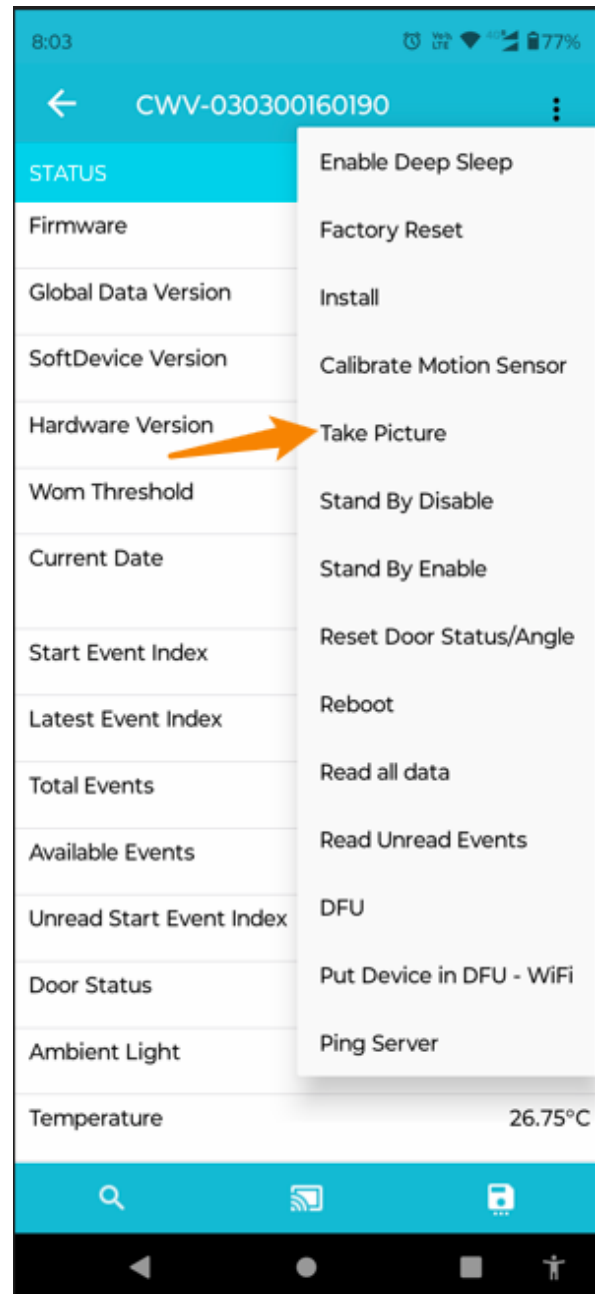 8:03 Vo)) LTE 4G 77%
CWV-030300160190
STATUS
Firmware
Global Data Version
SoftDevice Version
Hardware Version
Wom Threshold
Current Date
Start Event Index
Latest Event Index
Total Events
Available Events
Unread Start Event Index
Door Status
Ambient Light
Temperature 26.75°C
Enable Deep Sleep
Factory Reset
Install
Calibrate Motion Sensor
Take Picture
Stand By Disable
Stand By Enable
Reset Door Status/Angle
Reboot
Read all data
Read Unread Events
DFU
Put Device in DFU - WiFi
Ping Server